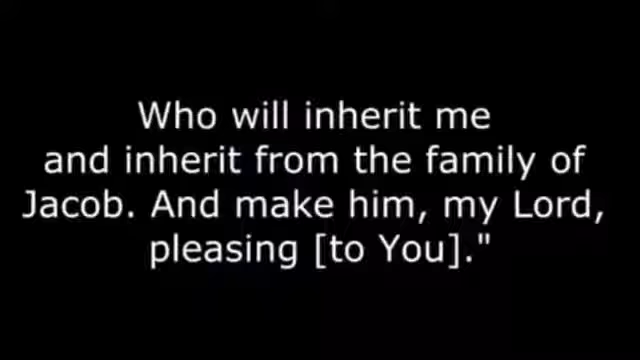 Who will inherit me
and inherit from the family of
Jacob. And make him, my Lord,
pleasing [to You]."